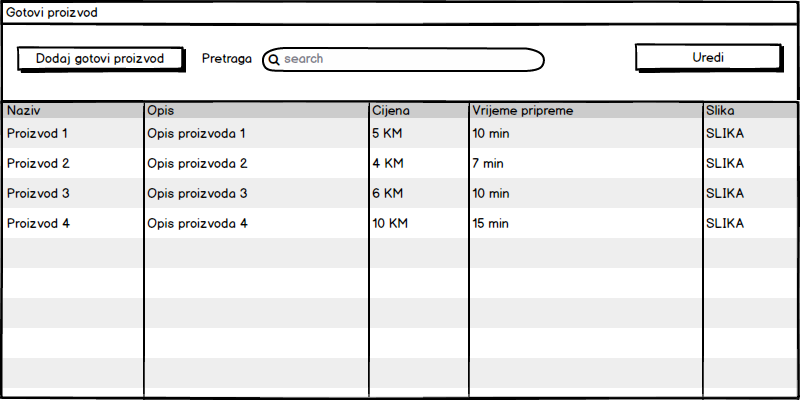 Gotovi proizvod
Dodaj gotovi proizvod Pretraga search Uredi
Naziv Opis Cijena Vrijeme pripreme Slika
Proizvod 1 Opis proizvoda 1 5 KM 10 min SLIKA
Proizvod 2 Opis proizvoda 2 4 KM 7 min SLIKA
Proizvod 3 Opis proizvoda 3 6 KM 10 min SLIKA
Proizvod 4 Opis proizvoda 4 10 KM 15 min SLIKA